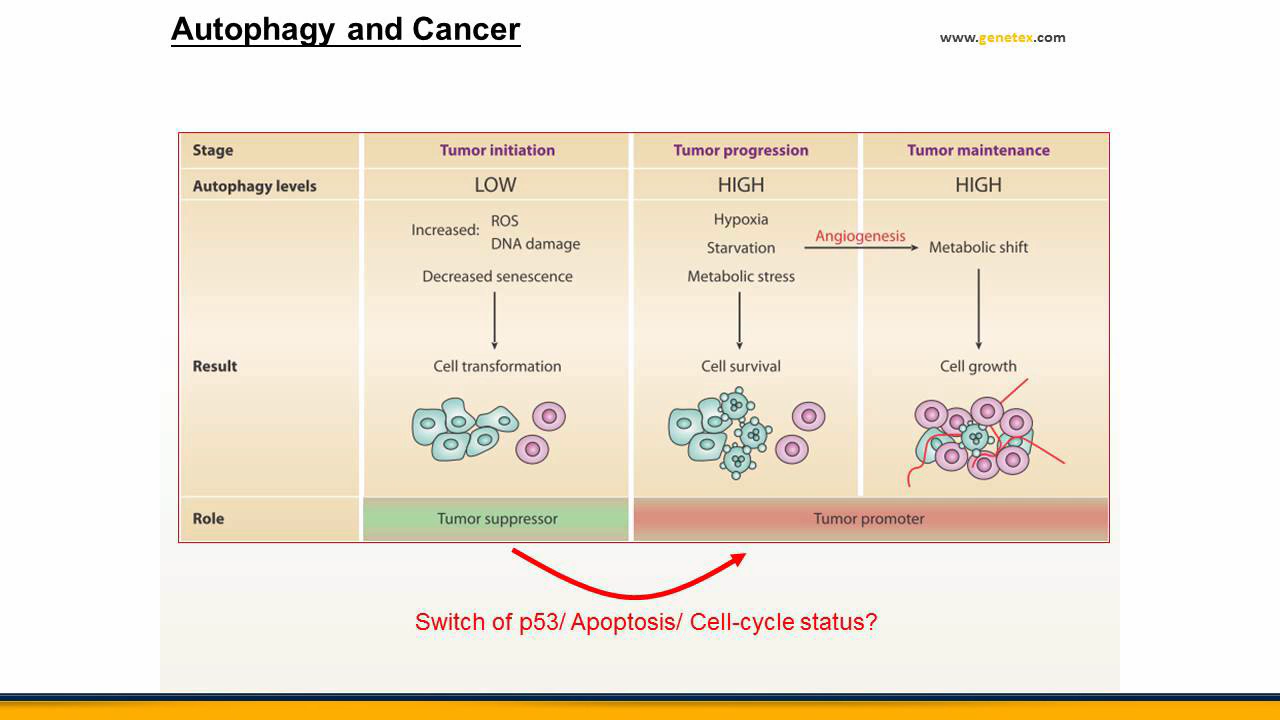 Autophagy and Cancer
www.genetex.com
Stage
Tumor initiation
Tumor progression
Tumor maintenance
Autophagy levels
LOW
HIGH
HIGH
Increased:
ROS
DNA damage
Decreased senescence
Hypoxia
Starvation
Metabolic stress
Angiogenesis
Metabolic shift
Result
Cell transformation
Cell survival
Cell growth
Role
Tumor suppressor
Tumor promoter
Switch of p53/ Apoptosis/ Cell-cycle status?